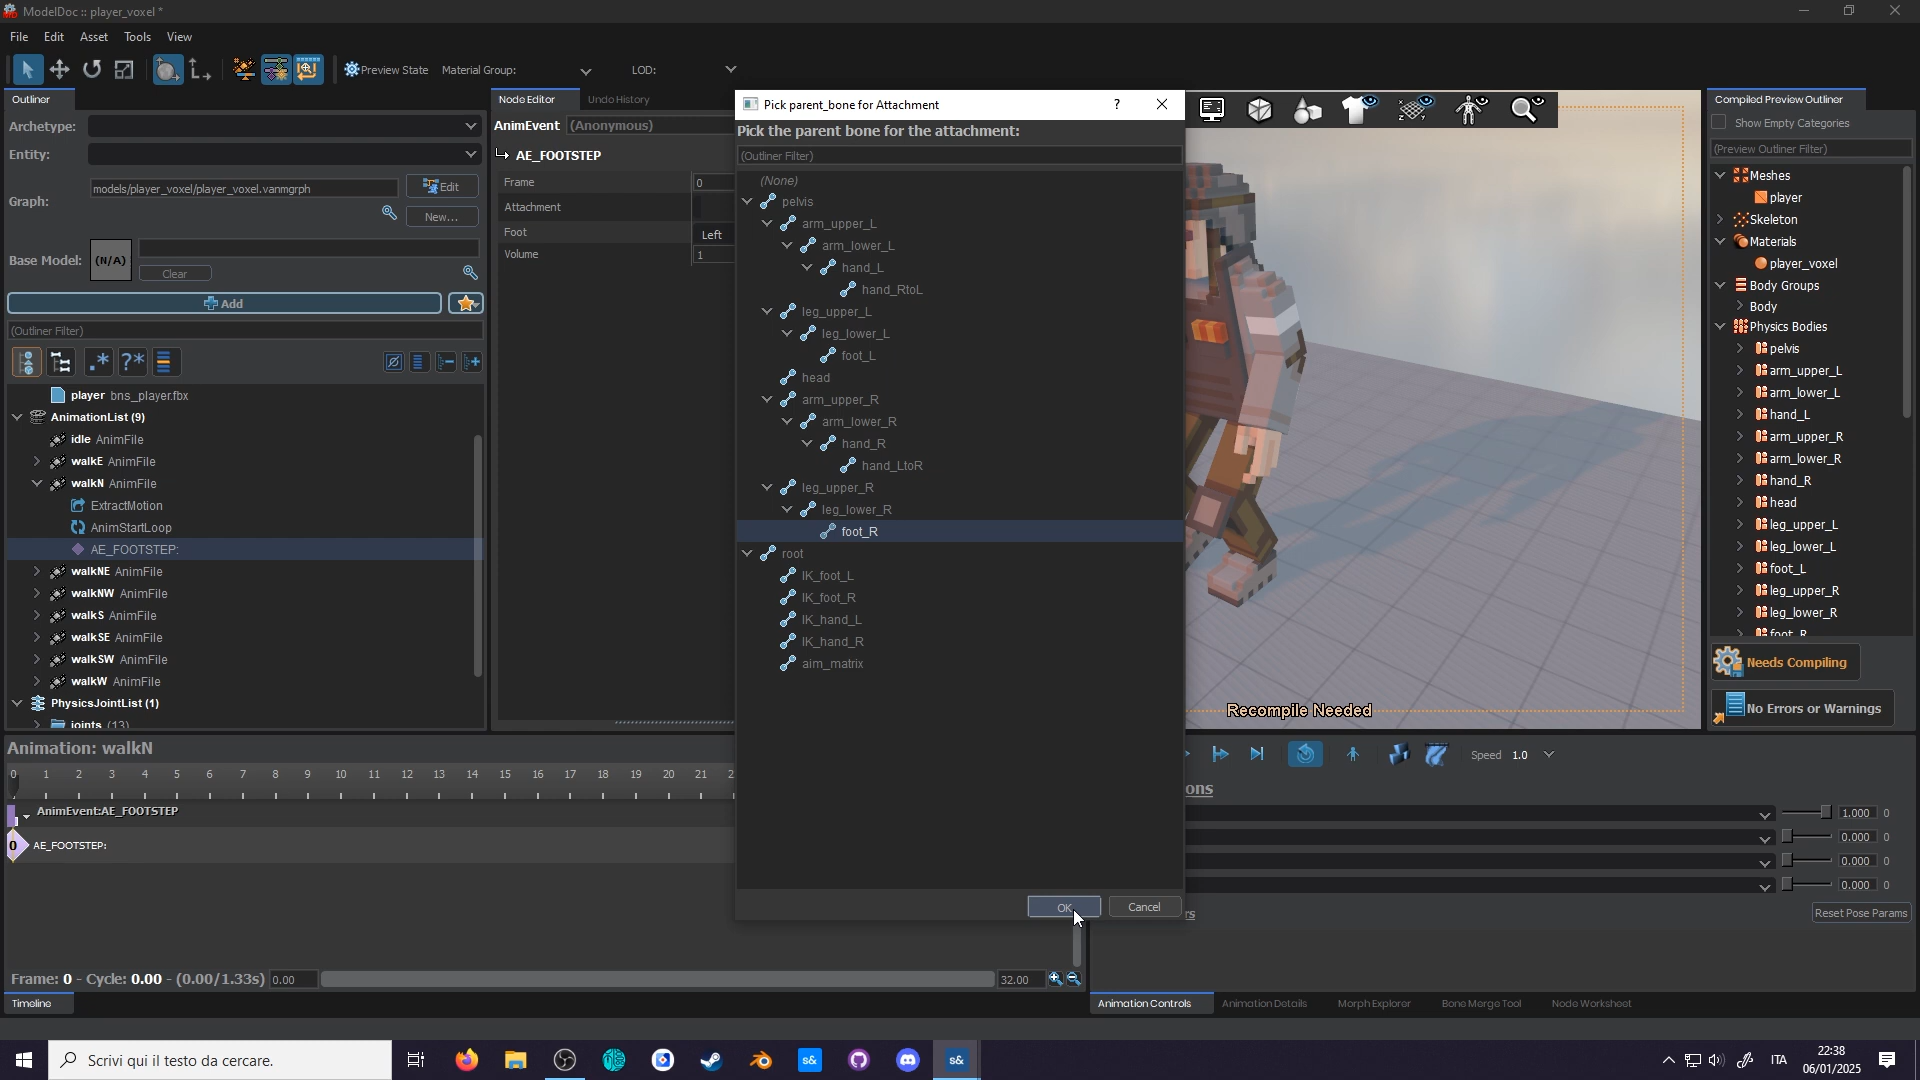 ModelDoc :: player_voxel *
File Edit Asset Tools View
Preview State Material Group: LOD:
Outliner
Archetype:
Entity:
Graph: models/player_voxel/player_voxel.vanmgrph Edit
New...
Base Model: (N/A)
Clear
Add
(Outliner Filter)
.* ?*
player bns_player.fbx
AnimationList (9)
idle AnimFile
walkE AnimFile
walkN AnimFile
ExtractMotion
AnimStartLoop
AE_FOOTSTEP:
walkNE AnimFile
walkNW AnimFile
walkS AnimFile
walkSE AnimFile
walkSW AnimFile
walkW AnimFile
PhysicsJointList (1)
joints (13)
Node Editor Undo History
AnimEvent (Anonymous)
AE_FOOTSTEP
Frame 0
Attachment
Foot Left
Volume 1
Pick parent_bone for Attachment ?
Pick the parent bone for the attachment:
(Outliner Filter)
(None)
pelvis
arm_upper_L
arm_lower_L
hand_L
hand_RtoL
leg_upper_L
leg_lower_L
foot_L
head
arm_upper_R
arm_lower_R
hand_R
hand_LtoR
leg_upper_R
leg_lower_R
foot_R
root
IK_foot_L
IK_foot_R
IK_hand_L
IK_hand_R
aim_matrix
OK Cancel
Recompile Needed
Compiled Preview Outliner
Show Empty Categories
(Preview Outliner Filter)
Meshes
player
Skeleton
Materials
player_voxel
Body Groups
Body
Physics Bodies
pelvis
arm_upper_L
arm_lower_L
hand_L
arm_upper_R
arm_lower_R
hand_R
head
leg_upper_L
leg_lower_L
foot_L
leg_upper_R
leg_lower_R
foot_R
Needs Compiling
No Errors or Warnings
Animation: walkN
0 1 2 3 4 5 6 7 8 9 10 11 12 13 14 15 16 17 18 19 20 21 2
AnimEvent:AE_FOOTSTEP
0 AE_FOOTSTEP:
Frame: 0 - Cycle: 0.00 - (0.00/1.33s) 0.00 32.00
Timeline
Speed 1.0
ons
1.000 0
0.000 0
0.000 0
0.000 0
rs Reset Pose Params
Animation Controls Animation Details Morph Explorer Bone Merge Tool Node Worksheet
Scrivi qui il testo da cercare.
s&
s&
ITA
22:38
06/01/2025